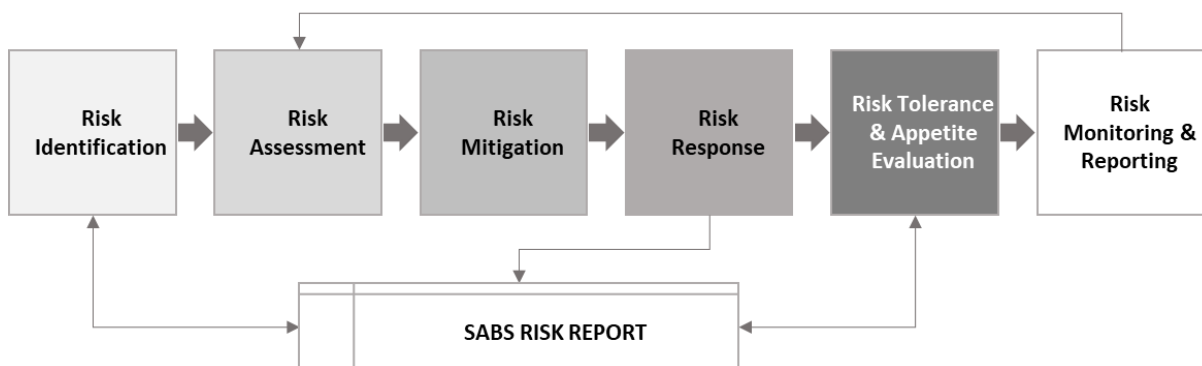 Risk
Identification
Risk
Assessment
Risk
Mitigation
Risk
Response
Risk Tolerance
& Appetite
Evaluation
Risk
Monitoring &
Reporting
SABS RISK REPORT